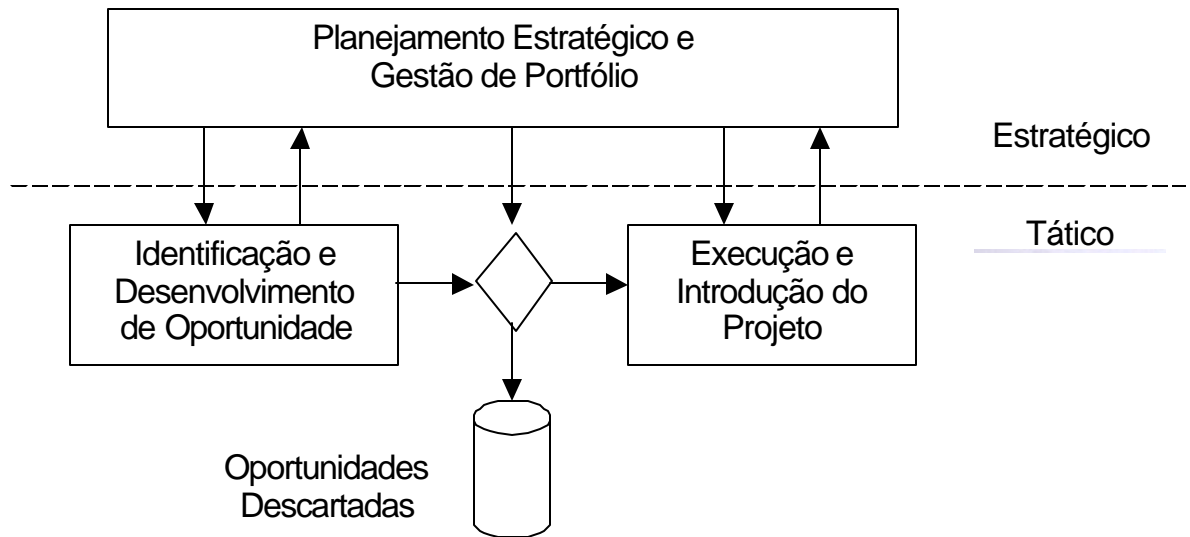 Planejamento Estratégico e
Gestão de Portfólio
Estratégico
Tático
Identificação e
Desenvolvimento
de Oportunidade
Execução e
Introdução do
Projeto
Oportunidades
Descartadas